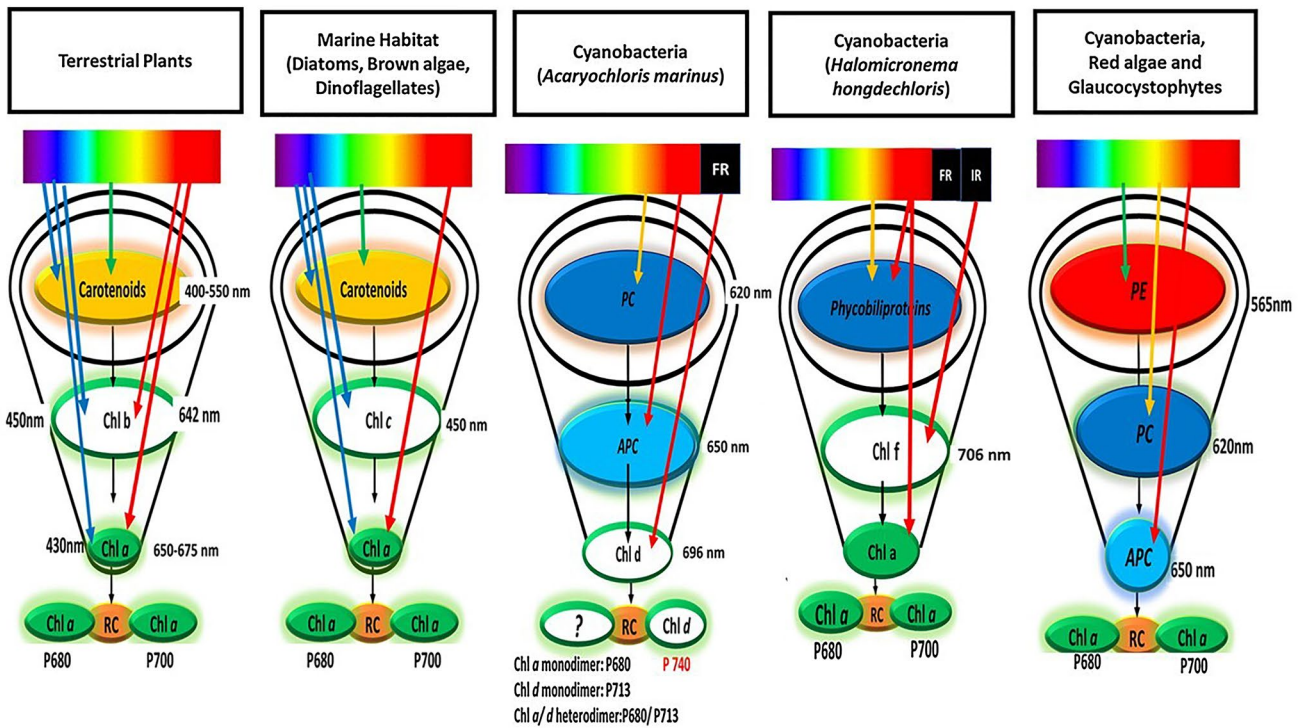 Terrestrial Plants
Carotenoids
400-550 nm
450nm
Chl b
642 nm
430nm
Chl a
650-675 nm
Chl a
RC
Chl a
P680
P700
Marine Habitat
(Diatoms, Brown algae,
Dinoflagellates)
Carotenoids
Chl c
450 nm
Chl a
Chl a
RC
Chl a
P680
P700
Cyanobacteria
(Acaryochloris marinus)
FR
PC
620 nm
APC
650 nm
Chl d
696 nm
?
RC
Chl d
Chl a monodimer: P680
P 740
Chl d monodimer: P713
Chl a/d heterodimer:P680/ P713
Cyanobacteria
(Halomicronema
hongdechloris)
FR
IR
Phycobiliproteins
Chl f
706 nm
Chl a
Chl a
RC
Chl a
P680
P 700
Cyanobacteria,
Red algae and
Glaucocystophytes
PE
565nm
PC
620nm
APC
650 nm
Chl a
RC
Chl a
P680
P700